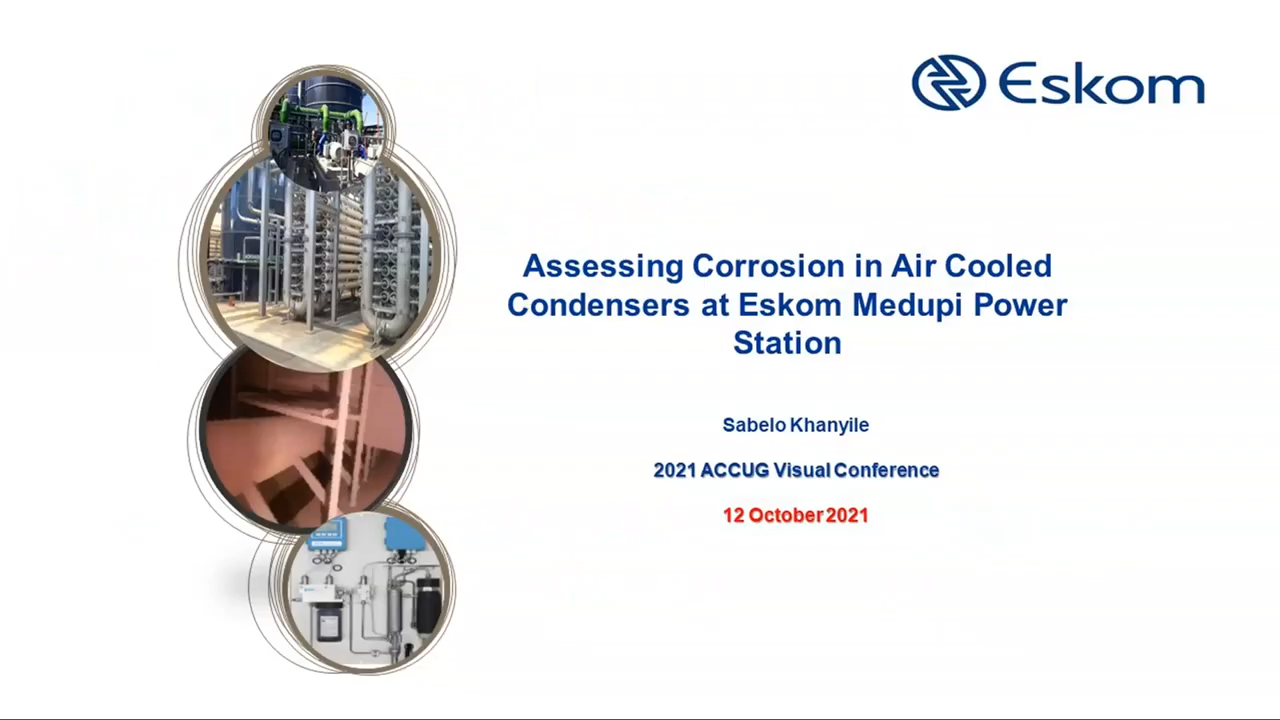 Eskom
Assessing Corrosion in Air Cooled
Condensers at Eskom Medupi Power
Station
Sabelo Khanyile
2021 ACCUG Visual Conference
12 October 2021